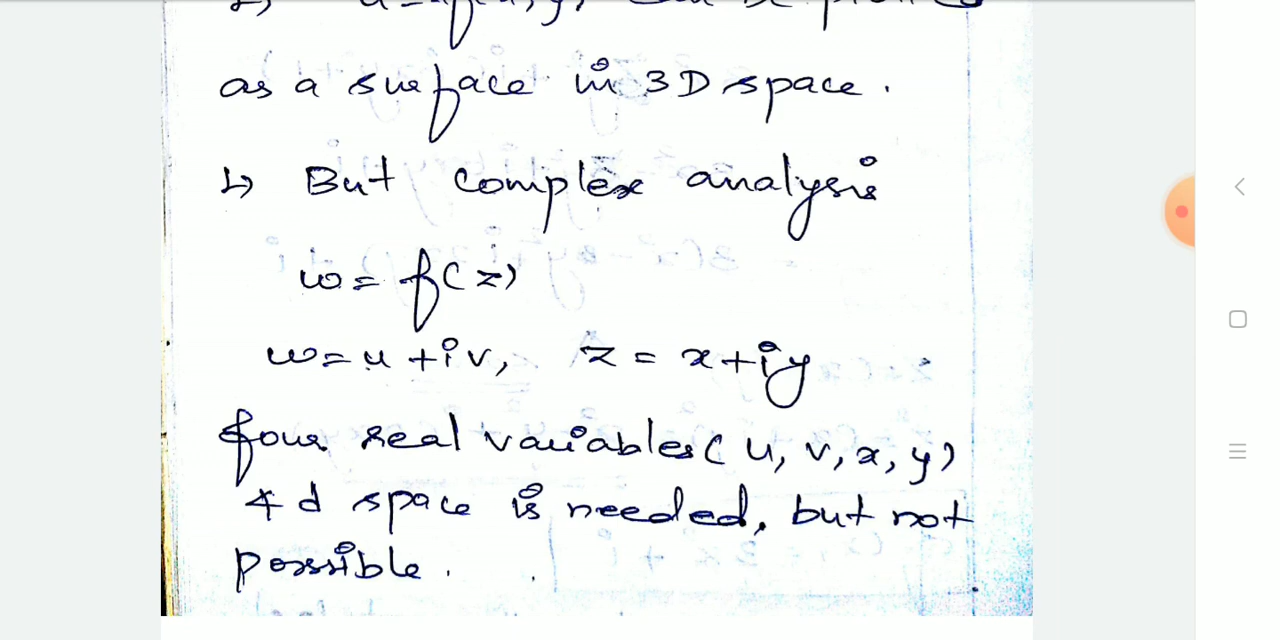 as a surface in 3D space.
↳ But complex analysis
w = f(z)
w = u + iv, z = x + iy
four real variables (u, v, x, y)
4d space is needed, but not
possible.